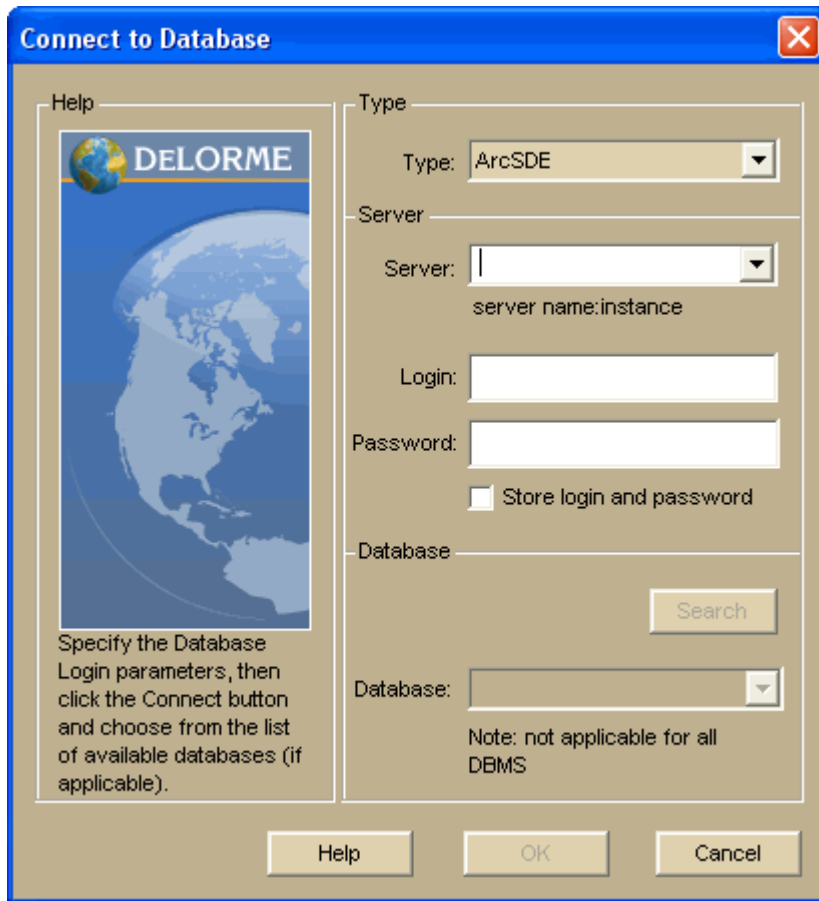 Connect to Database
Help
DELORME
Specify the Database
Login parameters, then
click the Connect button
and choose from the list
of available databases (if
applicable).
Type
Type: ArcSDE
Server
Server:
server name:instance
Login:
Password:
Store login and password
Database
Search
Database:
Note: not applicable for all
DBMS
Help OK Cancel